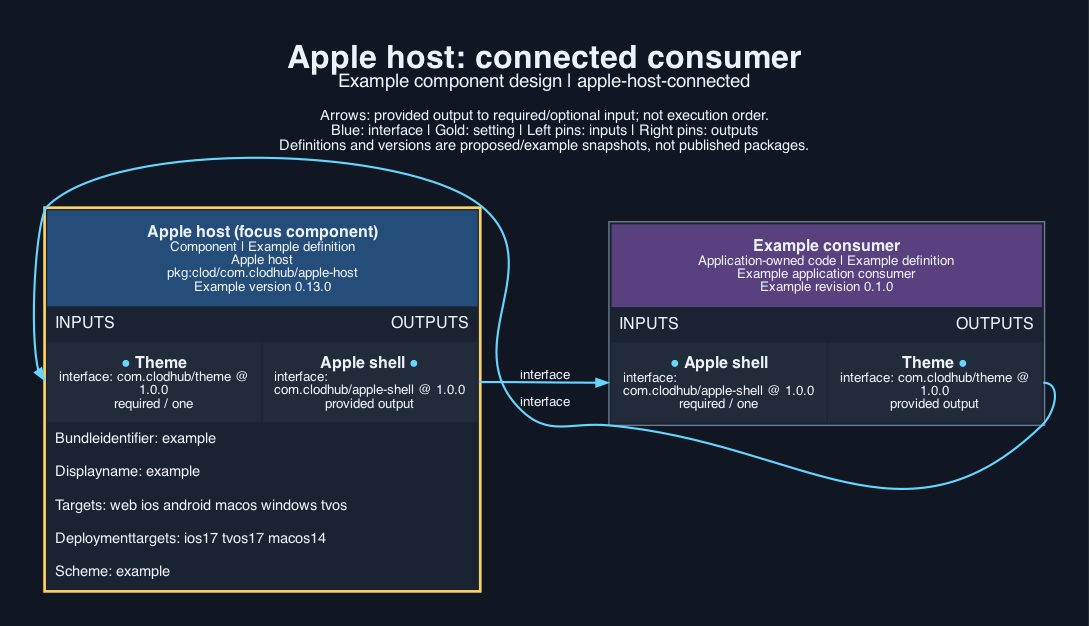 Apple host: connected consumer
Example component design | apple-host-connected
Arrows: provided output to required/optional input; not execution order.
Blue: interface | Gold: setting | Left pins: inputs | Right pins: outputs
Definitions and versions are proposed/example snapshots, not published packages.
Apple host (focus component)
Component | Example definition
Apple host
pkg:clod/com.clodhub/apple-host
Example version 0.13.0
INPUTS
OUTPUTS
● Theme
interface: com.clodhub/theme @
1.0.0
required / one
Apple shell ●
interface:
com.clodhub/apple-shell @ 1.0.0
provided output
Bundleidentifier: example
Displayname: example
Targets: web ios android macos windows tvos
Deploymenttargets: ios17 tvos17 macos14
Scheme: example
interface
interface
Example consumer
Application-owned code | Example definition
Example application consumer
Example revision 0.1.0
INPUTS
OUTPUTS
● Apple shell
interface:
com.clodhub/apple-shell @ 1.0.0
required / one
Theme ●
interface: com.clodhub/theme @
1.0.0
provided output